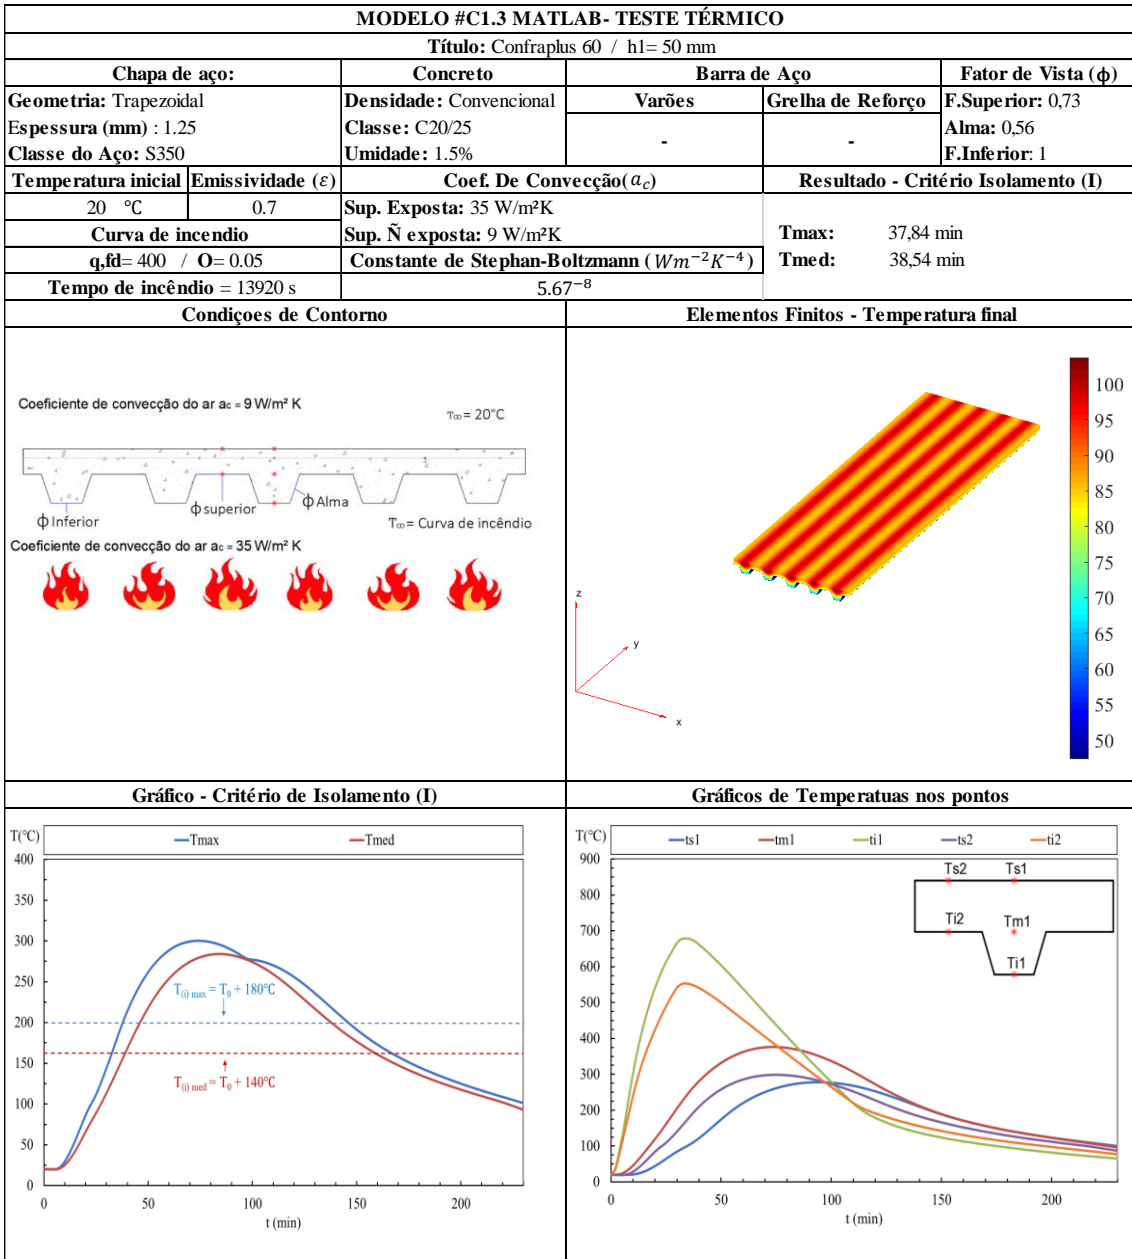 MODELO #C1.3 MATLAB- TESTE TÉRMICO
Título: Confraplus 60 / h1= 50 mm
Chapa de aço: Concreto Barra de Aço Fator de Vista (ϕ)
Geometria: Trapezoidal Densidade: Convencional Varões Grelha de Reforço F.Superior: 0,73
Espessura (mm) : 1.25 Classe: C20/25 - - Alma: 0,56
Classe do Aço: S350 Umidade: 1.5% F.Inferior: 1
Temperatura inicial Emissividade (ε) Coef. De Convecção(a_c) Resultado - Critério Isolamento (I)
20 °C 0.7 Sup. Exposta: 35 W/m²K
Curva de incendio Sup. Ñ exposta: 9 W/m²K Tmax: 37,84 min
q,fd= 400 / O= 0.05 Constante de Stephan-Boltzmann (Wm⁻²K⁻⁴) Tmed: 38,54 min
Tempo de incêndio = 13920 s 5.67⁻⁸
Condiçoes de Contorno Elementos Finitos - Temperatura final
Coeficiente de convecção do ar ac = 9 W/m² K
T∞= 20°C
ϕ Inferior ϕ superior ϕ Alma T∞= Curva de incêndio
Coeficiente de convecção do ar ac = 35 W/m² K
100
95
90
85
80
75
70
65
60
55
50
z
y
x
Gráfico - Critério de Isolamento (I) Gráficos de Temperatuas nos pontos
T(°C) Tmax Tmed
400
350
300
250
200
150
100
50
0
T(i) max = T0 + 180°C
T(i) med = T0 + 140°C
0 50 100 150 200
t (min)
T(°C) ts1 tm1 ti1 ts2 ti2
900
800
700
600
500
400
300
200
100
0
Ts2 Ts1
Ti2 Tm1
Ti1
0 50 100 150 200
t (min)